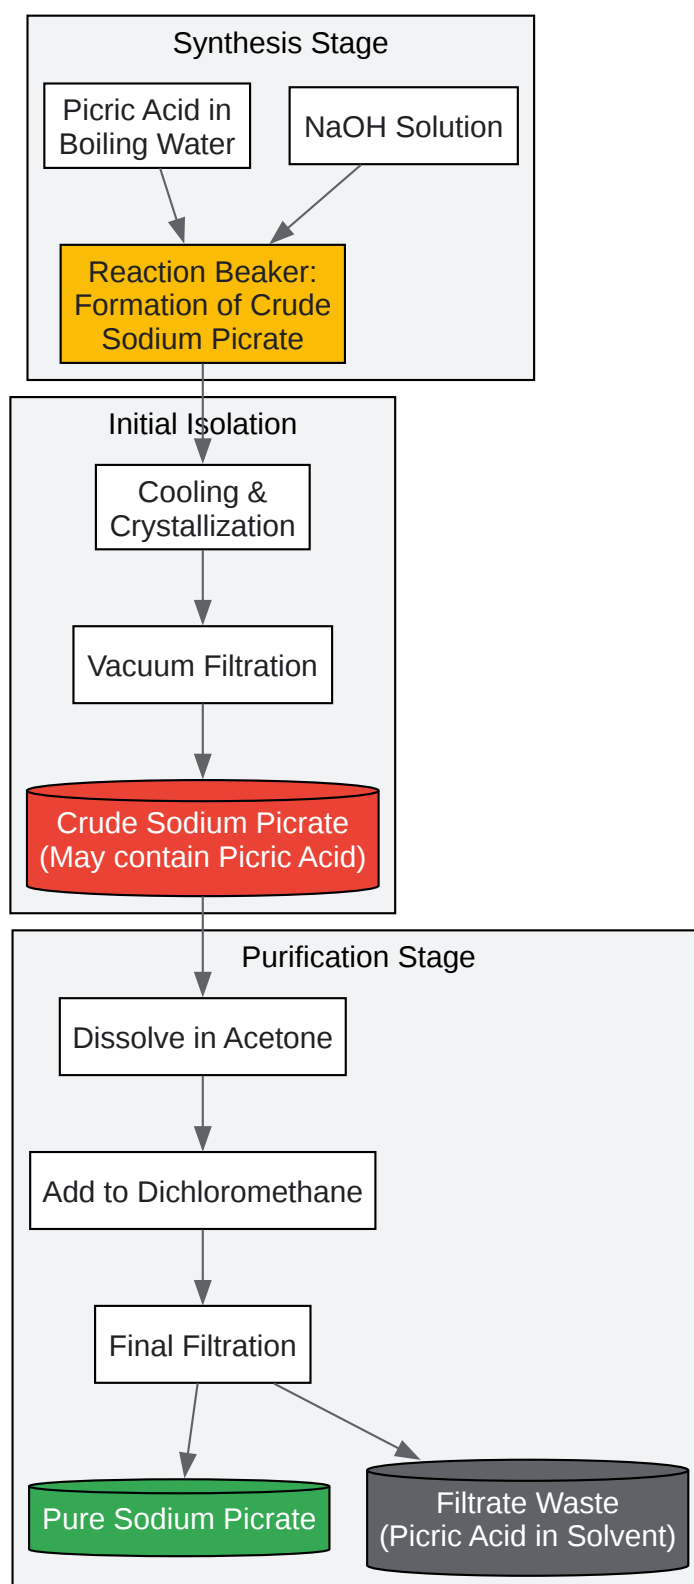 Synthesis Stage
Picric Acid in
Boiling Water
NaOH Solution
Reaction Beaker:
Formation of Crude
Sodium Picrate
Initial Isolation
Cooling &
Crystallization
Vacuum Filtration
Crude Sodium Picrate
(May contain Picric Acid)
Purification Stage
Dissolve in Acetone
Add to Dichloromethane
Final Filtration
Pure Sodium Picrate
Filtrate Waste
(Picric Acid in Solvent)